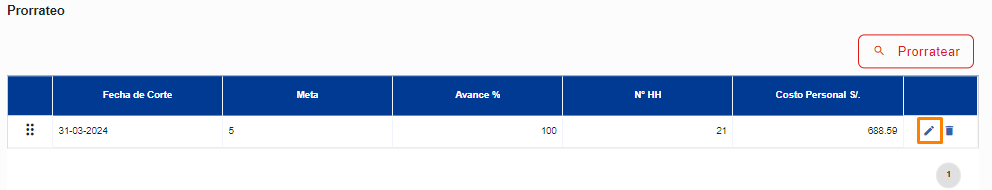 Prorrateo
Prorratear
Fecha de Corte Meta Avance % N° HH Costo Personal S/.
31-03-2024 5 100 21 688.59
1